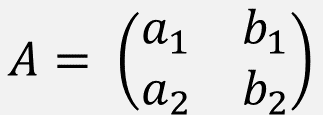 A = (a₁ b₁
a₂ b₂)